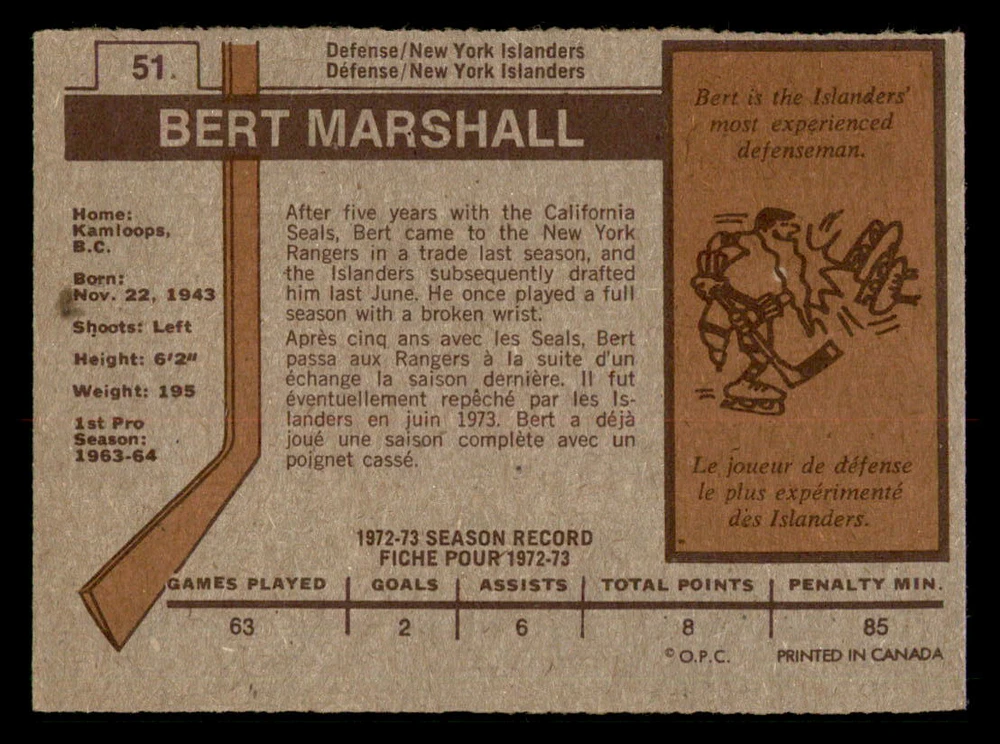 51
Defense/New York Islanders
Défense/New York Islanders
BERT MARSHALL
Home:
Kamloops,
B.C.
Born:
Nov. 22, 1943
Shoots: Left
Height: 6'2"
Weight: 195
1st Pro
Season:
1963-64
After five years with the California
Seals, Bert came to the New York
Rangers in a trade last season, and
the Islanders subsequently drafted
him last June. He once played a full
season with a broken wrist.
Après cinq ans avec les Seals, Bert
passa aux Rangers à la suite d'un
échange la saison dernière. Il fut
éventuellement repêché par les Is-
landers en juin 1973. Bert a déjà
joué une saison complète avec un
poignet cassé.
Bert is the Islanders'
most experienced
defenseman.
Le joueur de défense
le plus expérimenté
des Islanders.
1972-73 SEASON RECORD
FICHE POUR 1972-73
GAMES PLAYED GOALS ASSISTS TOTAL POINTS PENALTY MIN.
63 2 6 8 85
© O.P.C. PRINTED IN CANADA